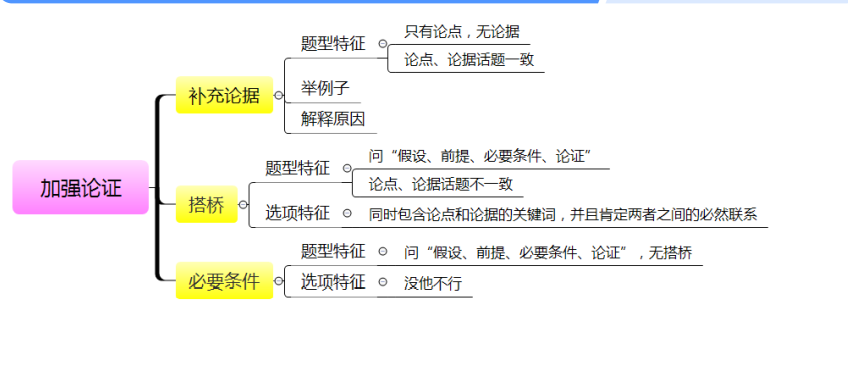 加强论证
补充论据
题型特征
只有论点，无论据
论点、论据话题一致
举例子
解释原因
搭桥
题型特征
问“假设、前提、必要条件、论证”
论点、论据话题不一致
选项特征
同时包含论点和论据的关键词，并且肯定两者之间的必然联系
必要条件
题型特征
问“假设、前提、必要条件、论证”，无搭桥
选项特征
没他不行